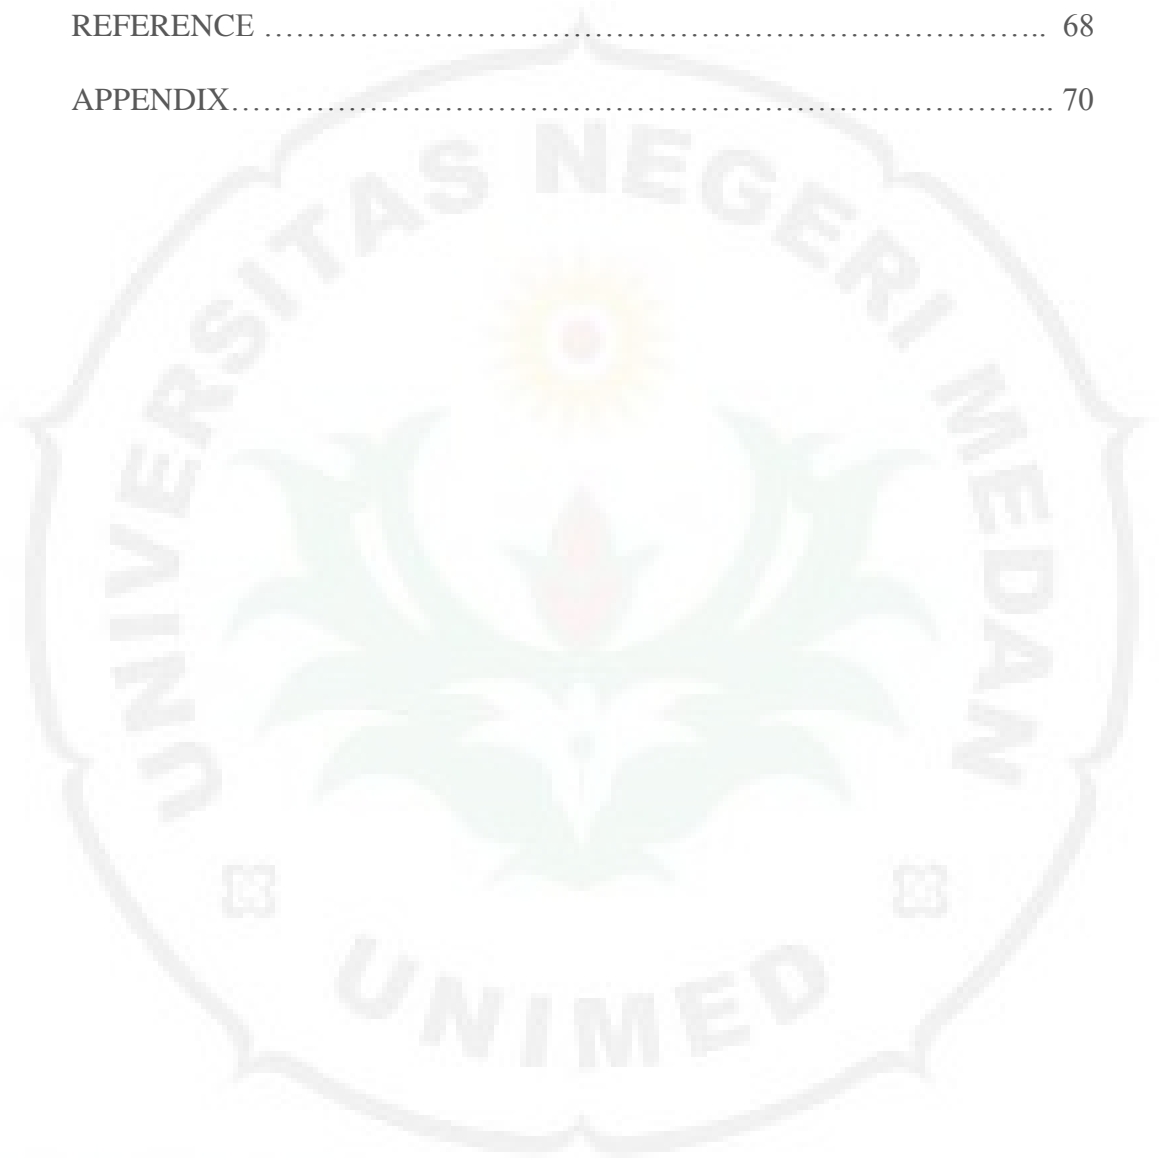 REFERENCE ………………………………………………………………………….. 68
APPENDIX……………………………………………………………………………... 70
UNIVERSITAS NEGERI MEDAN
UNIMED